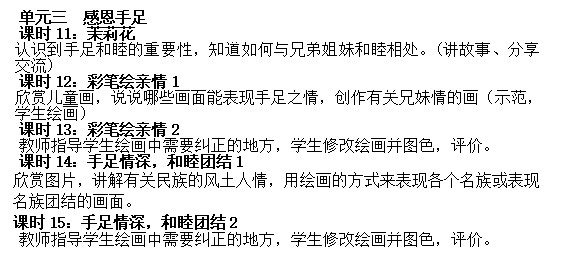 单元三　感恩手足
课时11：茉莉花
认识到手足和睦的重要性，知道如何与兄弟姐妹和睦相处。（讲故事、分享
交流）
课时12：彩笔绘亲情1
欣赏儿童画，说说哪些画面能表现手足之情，创作有关兄妹情的画（示范，
学生绘画）
课时13：彩笔绘亲情2
教师指导学生绘画中需要纠正的地方，学生修改绘画并图色，评价。
课时14：手足情深，和睦团结1
欣赏图片，讲解有关民族的风土人情，用绘画的方式来表现各个名族或表现
名族团结的画面。
课时15：手足情深，和睦团结2
教师指导学生绘画中需要纠正的地方，学生修改绘画并图色，评价。